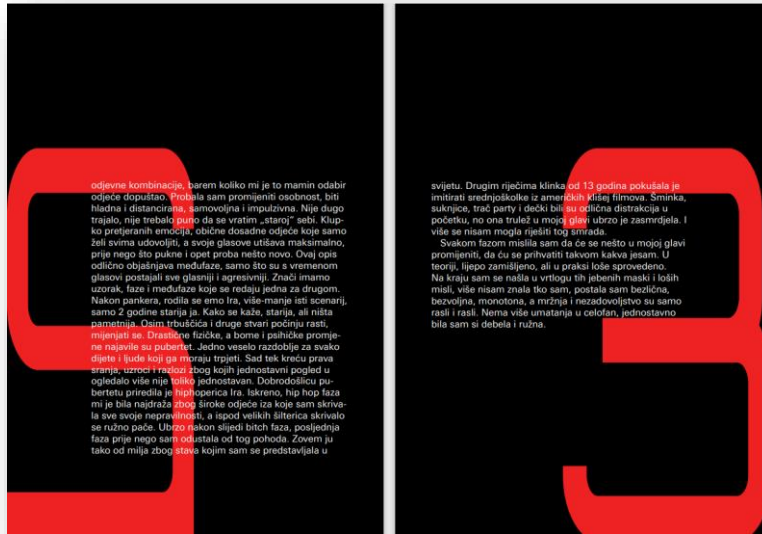 odjevne kombinacije, barem koliko mi je to mamin odabir
odjeće dopuštao. Probala sam promijeniti osobnost, biti
hladna i distancirana, samovoljna i impulzivna. Nije dugo
trajalo, nije trebalo puno da se vratim „staroj” sebi. Klup-
ko pretjeranih emocija, obične dosadne odjeće koje samo
želi svima udovoljiti, a svoje glasove utišava maksimalno,
prije nego što pukne i opet proba nešto novo. Ovaj opis
odlično objašnjava međufaze, samo što su s vremenom
glasovi postajali sve glasniji i agresivniji. Znači imamo
uzorak, faze i međufaze koje se redaju jedna za drugom.
Nakon pankera, rodila se emo Ira, više-manje isti scenarij,
samo 2 godine starija ja. Kako se kaže, starija, ali ništa
pametnija. Osim trbuščića i druge stvari počinju rasti,
mijenjati se. Drastične fizičke, a bome i psihičke promje-
ne najavile su pubertet. Jedno veselo razdoblje za svako
dijete i ljude koji ga moraju trpjeti. Sad tek kreću prava
sranja, uzroci i razlozi zbog kojih jednostavni pogled u
ogledalo više nije toliko jednostavan. Dobrodošlicu pu-
bertetu priredila je hiphoperica Ira. Iskreno, hip hop faza
mi je bila najdraža zbog široke odjeće iza koje sam skriva-
la sve svoje nepravilnosti, a ispod velikih šilterica skrivalo
se ružno pače. Ubrzo nakon slijedi bitch faza, posljednja
faza prije nego sam odustala od tog pohoda. Zovem ju
tako od milja zbog stava kojim sam se predstavljala u
svijetu. Drugim riječima klinka od 13 godina pokušala je
imitirati srednjoškolke iz američkih klišej filmova. Šminka,
suknjice, trač party i dečki bili su odlična distrakcija u
početku, no ona trulež u mojoj glavi ubrzo je zasmrdjela. I
više se nisam mogla riješiti tog smrada.
Svakom fazom mislila sam da će se nešto u mojoj glavi
promijeniti, da ću se prihvatiti takvom kakva jesam. U
teoriji, lijepo zamišljeno, ali u praksi loše sprovedeno.
Na kraju sam se našla u vrtlogu tih jebenih maski i loših
misli, više nisam znala tko sam, postala sam bezlična,
bezvoljna, monotona, a mržnja i nezadovoljstvo su samo
rasli i rasli. Nema više umatanja u celofan, jednostavno
bila sam si debela i ružna.